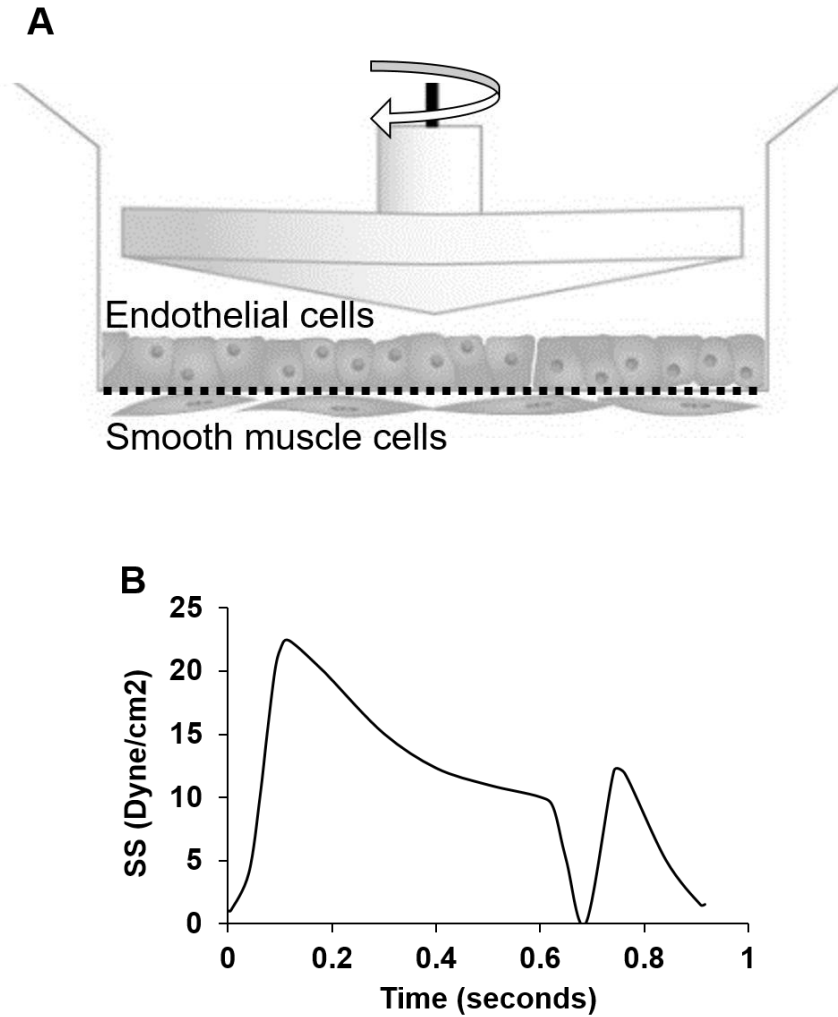 A
Endothelial cells
Smooth muscle cells
B
25
20
15
10
5
0
SS (Dyne/cm2)
0 0.2 0.4 0.6 0.8 1
Time (seconds)